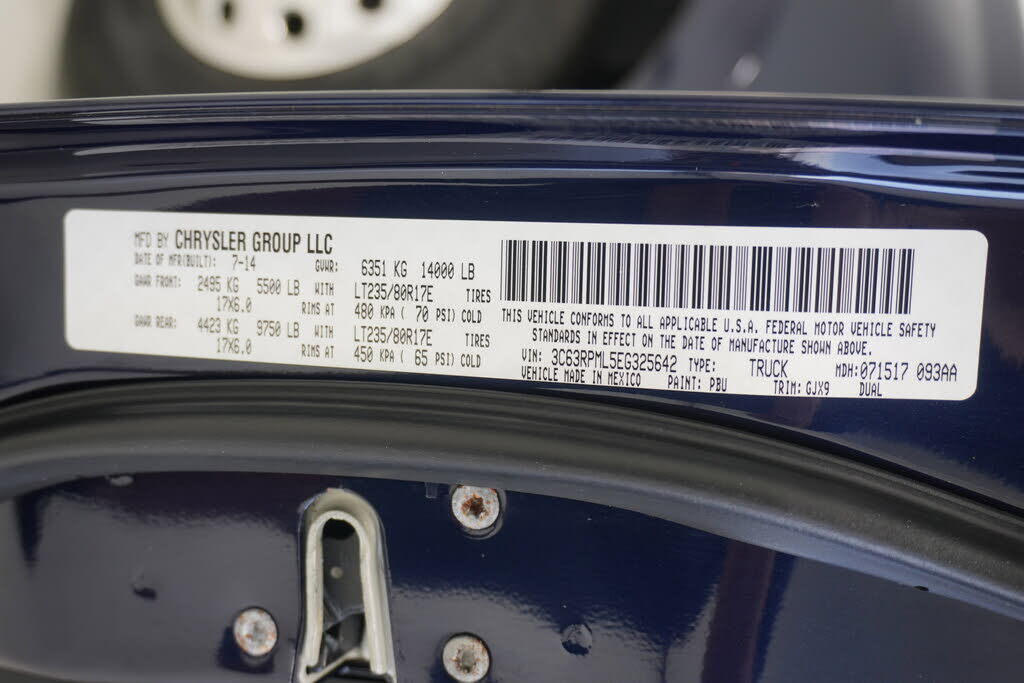 MFD BY CHRYSLER GROUP LLC
DATE OF MFR(BUILT): 7-14 GVWR: 6351 KG 14000 LB
GAWR FRONT: 2495 KG 5500 LB WITH LT235/80R17E TIRES
17X6.0 RIMS AT 480 KPA ( 70 PSI) COLD
GAWR REAR: 4423 KG 9750 LB WITH LT235/80R17E TIRES
17X6.0 RIMS AT 450 KPA ( 65 PSI) COLD
THIS VEHICLE CONFORMS TO ALL APPLICABLE U.S.A. FEDERAL MOTOR VEHICLE SAFETY
STANDARDS IN EFFECT ON THE DATE OF MANUFACTURE SHOWN ABOVE.
VIN: 3C63RPML5EG325642 TYPE: TRUCK MDH:071517 093AA
VEHICLE MADE IN MEXICO PAINT: PBU TRIM: GJX9 DUAL